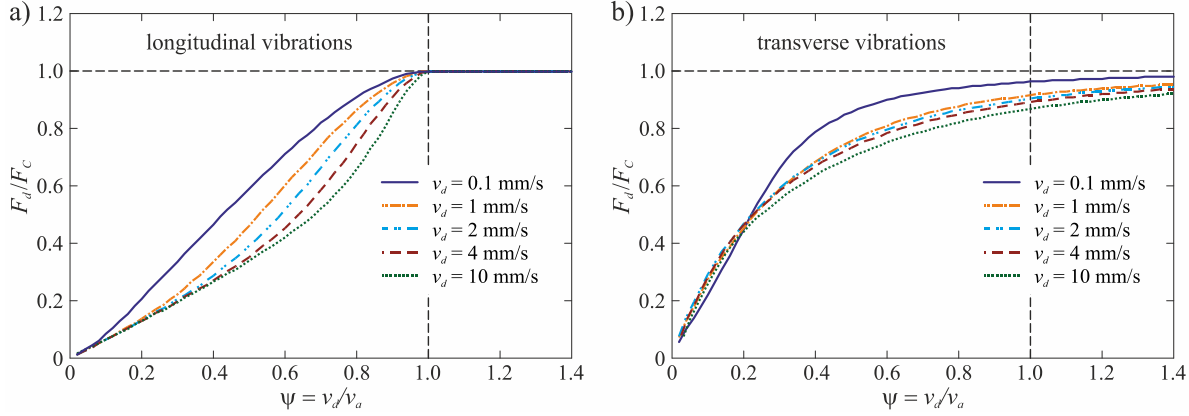 a)
1.2
1.0
0.8
0.6
0.4
0.2
0
F_d/F_C
longitudinal vibrations
v_d = 0.1 mm/s
v_d = 1 mm/s
v_d = 2 mm/s
v_d = 4 mm/s
v_d = 10 mm/s
0 0.2 0.4 0.6 0.8 1.0 1.2 1.4
Ψ = v_d/v_a
b)
1.2
1.0
0.8
0.6
0.4
0.2
0
F_d/F_C
transverse vibrations
v_d = 0.1 mm/s
v_d = 1 mm/s
v_d = 2 mm/s
v_d = 4 mm/s
v_d = 10 mm/s
0 0.2 0.4 0.6 0.8 1.0 1.2 1.4
Ψ = v_d/v_a